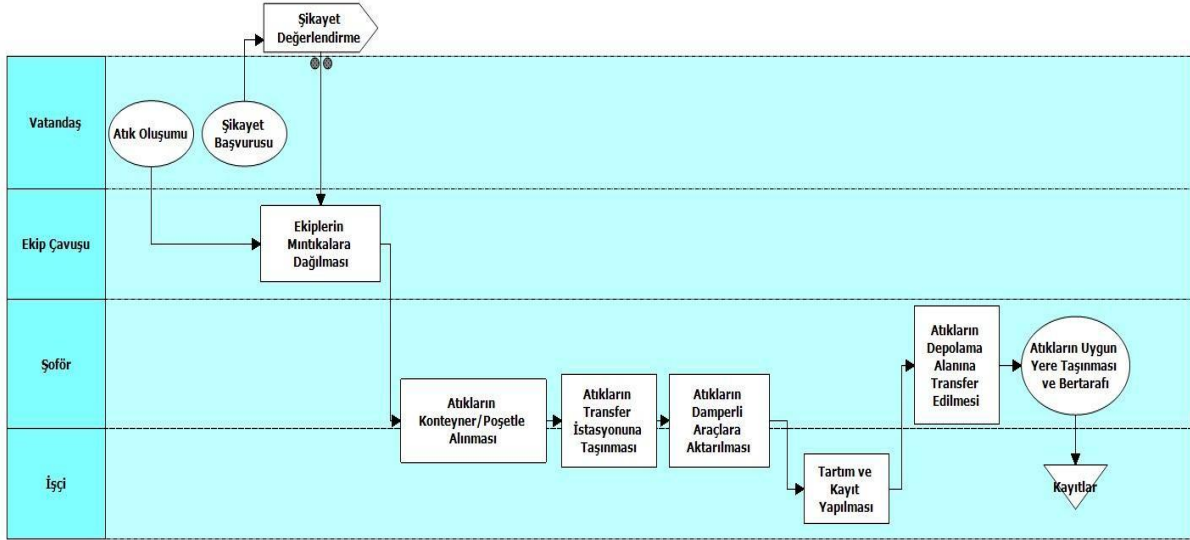 Şikayet
Değerlendirme
Vatandaş
Atık Oluşumu
Şikayet
Başvurusu
Ekip Çavuşu
Ekiplerin
Mıntıkalara
Dağılması
Şoför
Atıkların
Konteyner/Poşetle
Alınması
Atıkların
Transfer
İstasyonuna
Taşınması
Atıkların
Damperli
Araçlara
Aktarılması
Atıkların
Depolama
Alanına
Transfer
Edilmesi
Atıkların Uygun
Yere Taşınması
ve Bertarafı
İşçi
Tartım ve
Kayıt
Yapılması
Kayıtlar